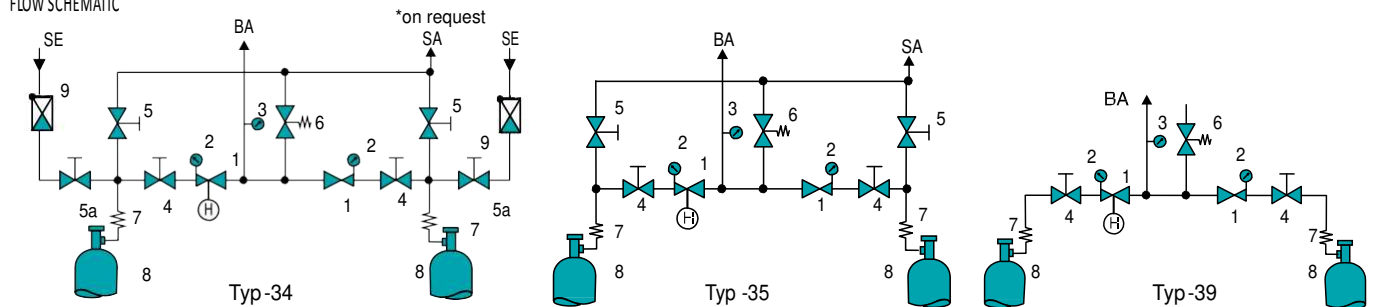 FLOW SCHEMATIC
*on request
SE BA SA SE
9 5 3 6 5
2 1 2 9
5a 7 4 H 1 4 7 5a
8 8
Typ-34
BA SA
5 3 6 5
2 1 2
7 4 H 1 4 7
8 8
Typ-35
BA
3 6
2 1 2
7 4 H 1 4 7
8 8
Typ-39